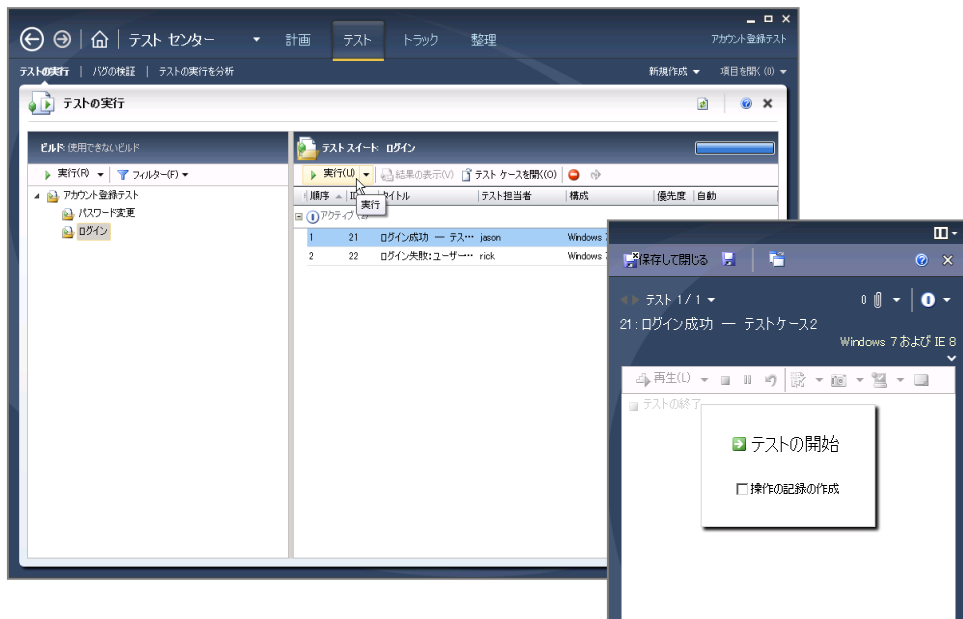 テスト センター
計画
テスト
トラック
整理
アカウント登録テスト
テストの実行 | バグの検証 | テストの実行を分析
新規作成
項目を開く (0)
テストの実行
ビルド: 使用できないビルド
実行(R)
フィルター(F)
アカウント登録テスト
パスワード変更
ログイン
テスト スイート: ログイン
実行(U)
結果の表示(V)
テスト ケースを開く(O)
順序
タイトル
テスト担当者
構成
優先度
自動
実行
アクティブ
1 21 ログイン成功 — テス… jason Windows 7
2 22 ログイン失敗:ユーザー… rick Windows 7
保存して閉じる
テスト 1 / 1
0
21: ログイン成功 — テストケース2
Windows 7 および IE 8
再生(L)
テストの終了
テストの開始
操作の記録の作成